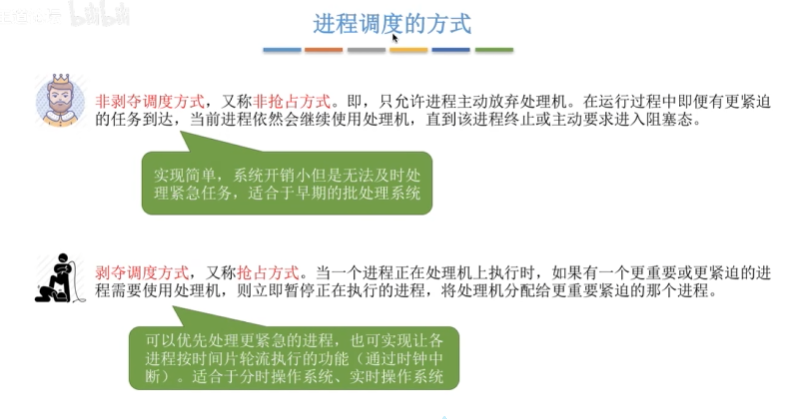 bilibili
进程调度的方式
非剥夺调度方式，又称非抢占方式。即，只允许进程主动放弃处理机。在运行过程中即便有更紧迫
的任务到达，当前进程依然会继续使用处理机，直到该进程终止或主动要求进入阻塞态。
实现简单，系统开销小但是无法及时处
理紧急任务，适合于早期的批处理系统
剥夺调度方式，又称抢占方式。当一个进程正在处理机上执行时，如果有一个更重要或更紧迫的进
程需要使用处理机，则立即暂停正在执行的进程，将处理机分配给更重要紧迫的那个进程。
可以优先处理更紧急的进程，也可实现让各
进程按时间片轮流执行的功能（通过时钟中
断）。适合于分时操作系统、实时操作系统